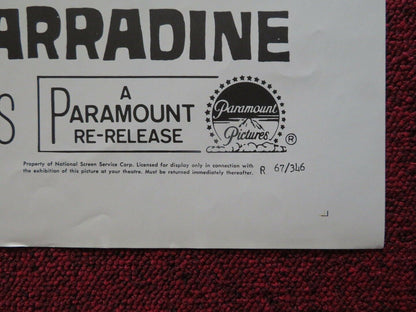 ARRADINE
S
A
PARAMOUNT
RE-RELEASE
Paramount
Pictures
®
Property of National Screen Service Corp. Licensed for display only in connection with
the exhibition of this picture at your theatre. Must be returned immediately thereafter.
R 67/346